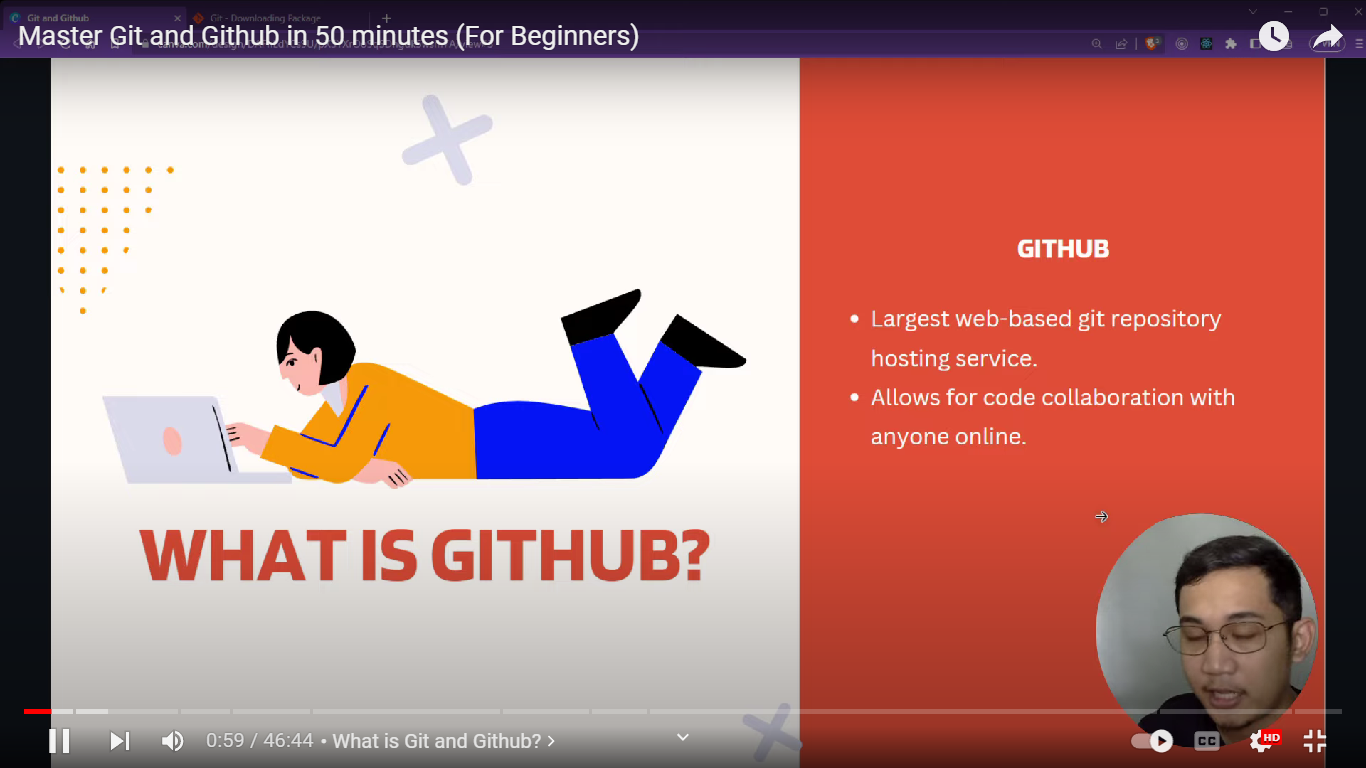 Git and Github
Git - Downloading Package
Master Git and Github in 50 minutes (For Beginners)
GITHUB
Largest web-based git repository
hosting service.
Allows for code collaboration with
anyone online.
WHAT IS GITHUB?
0:59 / 46:44 • What is Git and Github? >
CC
HD